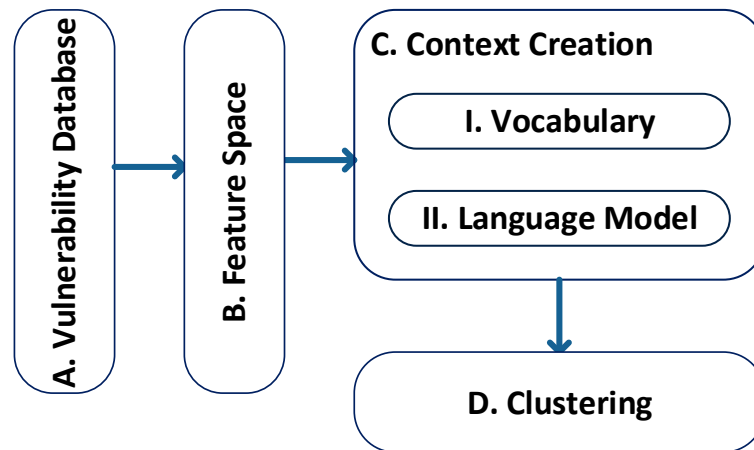 A. Vulnerability Database
B. Feature Space
C. Context Creation
I. Vocabulary
II. Language Model
D. Clustering